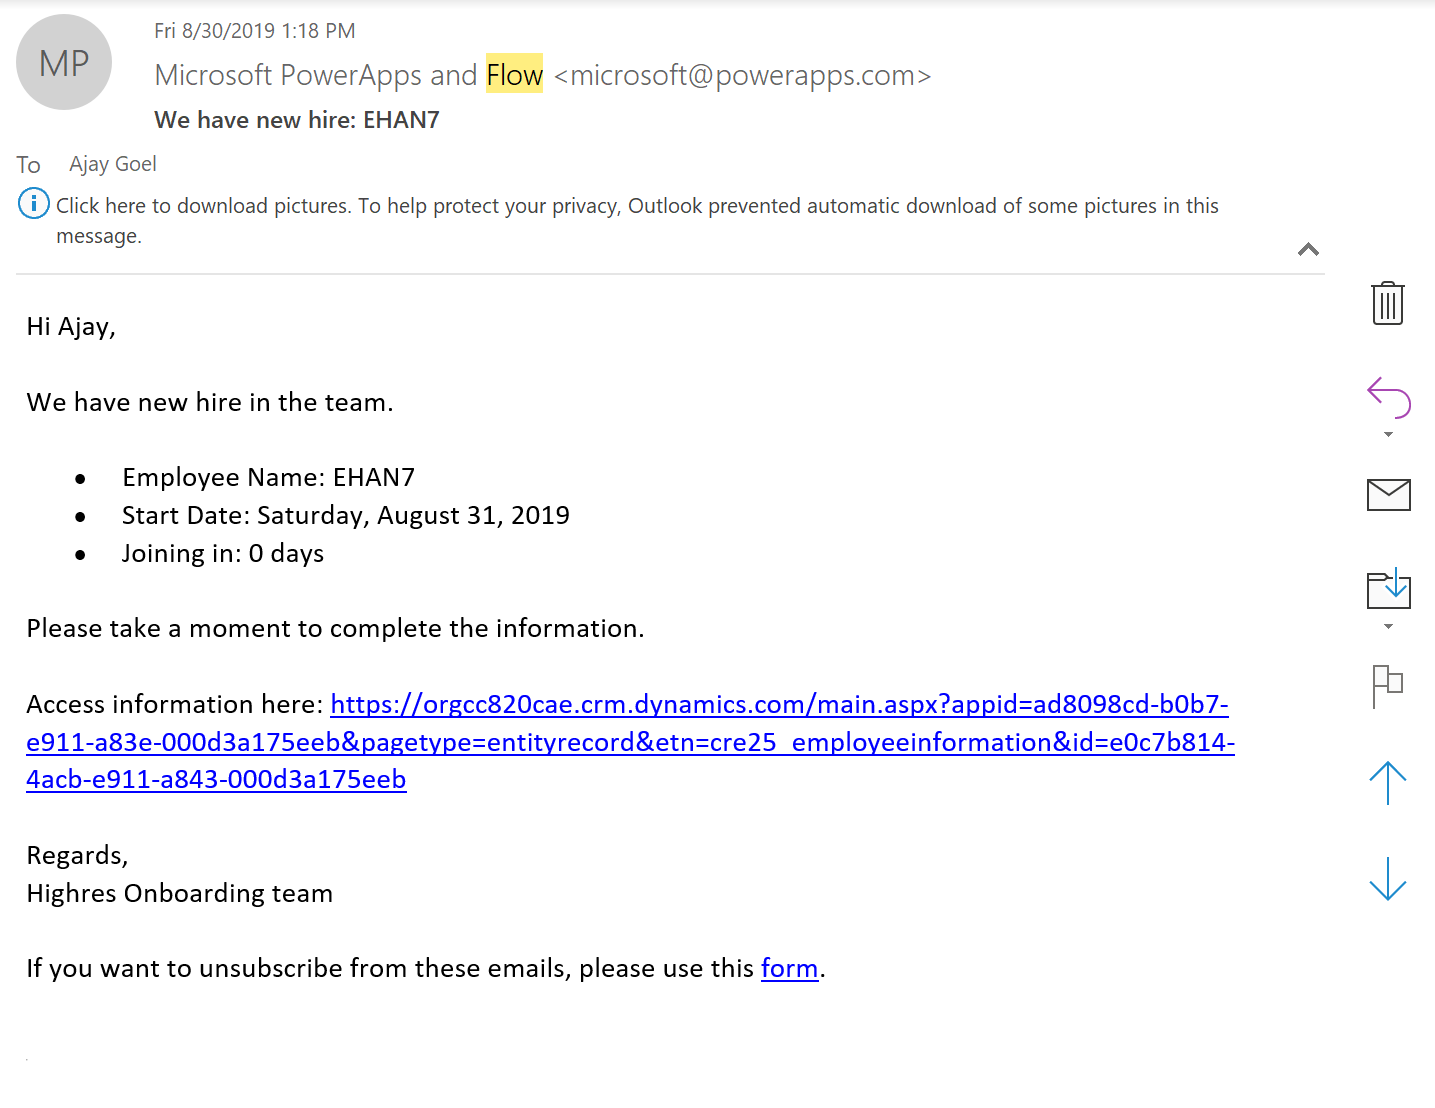 MP
Fri 8/30/2019 1:18 PM
Microsoft PowerApps and Flow <microsoft@powerapps.com>
We have new hire: EHAN7
To Ajay Goel
Click here to download pictures. To help protect your privacy, Outlook prevented automatic download of some pictures in this
message.
Hi Ajay,
We have new hire in the team.
• Employee Name: EHAN7
• Start Date: Saturday, August 31, 2019
• Joining in: 0 days
Please take a moment to complete the information.
Access information here: https://orgcc820cae.crm.dynamics.com/main.aspx?appid=ad8098cd-b0b7-
e911-a83e-000d3a175eeb&pagetype=entityrecord&etn=cre25_employeeinformation&id=e0c7b814-
4acb-e911-a843-000d3a175eeb
Regards,
Highres Onboarding team
If you want to unsubscribe from these emails, please use this form.